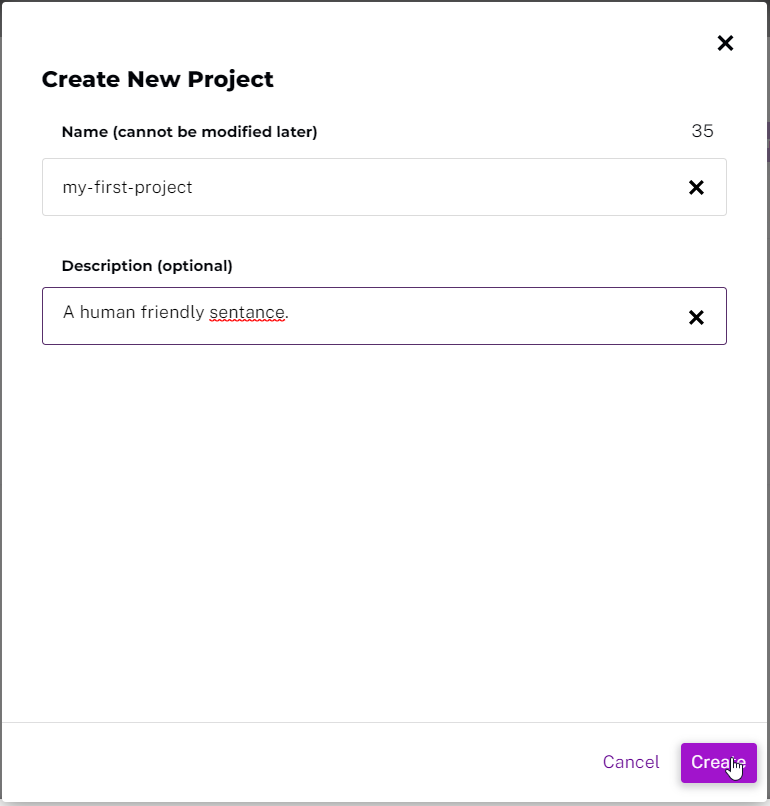 Create New Project
Name (cannot be modified later) 35
my-first-project
Description (optional)
A human friendly sentance.
Cancel Create